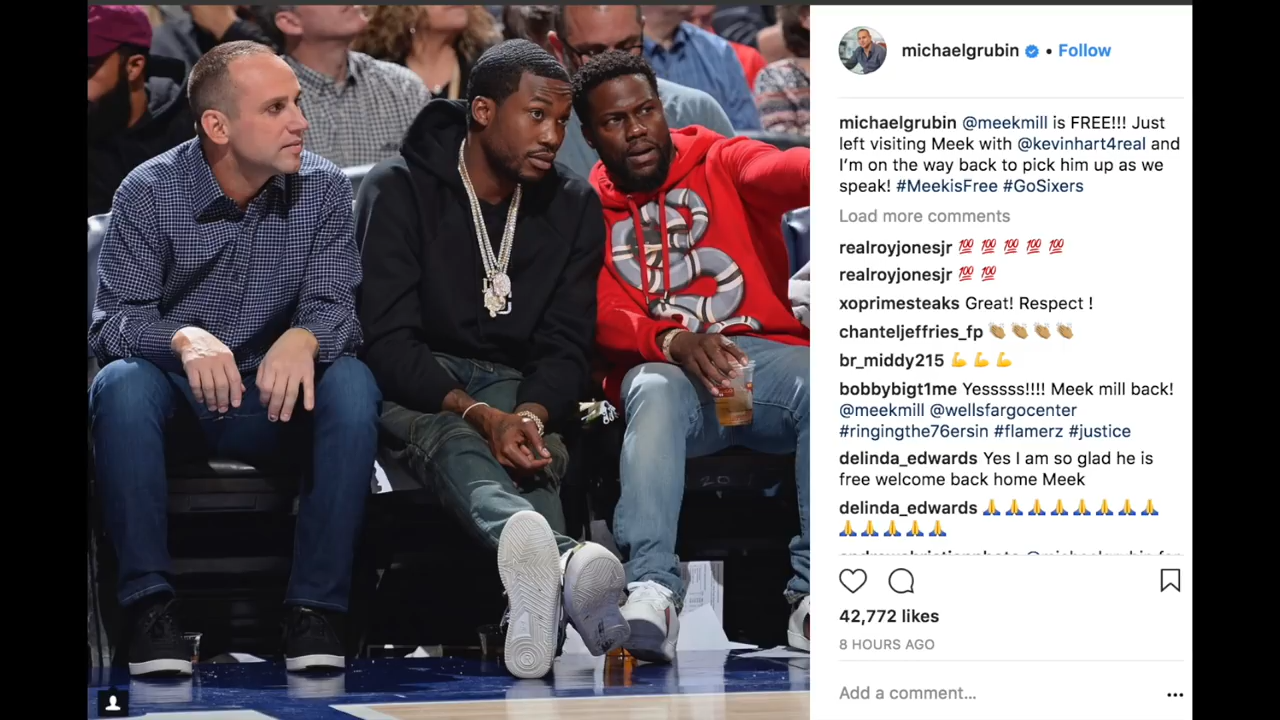 michaelgrubin • Follow
michaelgrubin @meekmill is FREE!!! Just
left visiting Meek with @kevinhart4real and
I'm on the way back to pick him up as we
speak! #MeekisFree #GoSixers
Load more comments
realroyjonesjr 💯 💯 💯 💯 💯
realroyjonesjr 💯 💯
xoprimesteaks Great! Respect !
chanteljeffries_fp 👏🏽 👏🏽 👏🏽 👏🏽
br_middy215 💪 💪 💪
bobbybigt1me Yesssss!!!! Meek mill back!
@meekmill @wellsfargocenter
#ringingthe76ersin #flamerz #justice
delinda_edwards Yes I am so glad he is
free welcome back home Meek
delinda_edwards 🙏 🙏 🙏 🙏 🙏 🙏 🙏 🙏
🙏 🙏 🙏 🙏 🙏
42,772 likes
8 HOURS AGO
Add a comment...